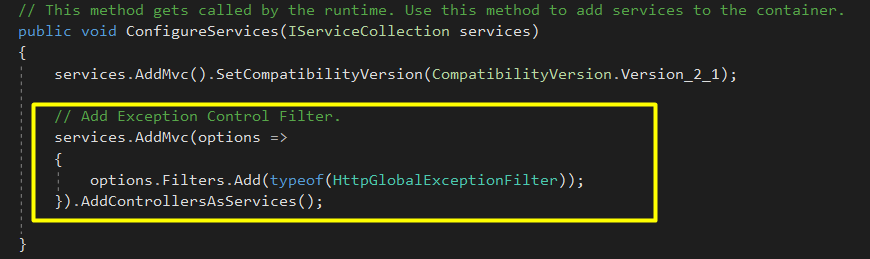 // This method gets called by the runtime. Use this method to add services to the container.
public void ConfigureServices(IServiceCollection services)
{
services.AddMvc().SetCompatibilityVersion(CompatibilityVersion.Version_2_1);
// Add Exception Control Filter.
services.AddMvc(options =>
{
options.Filters.Add(typeof(HttpGlobalExceptionFilter));
}).AddControllersAsServices();
}